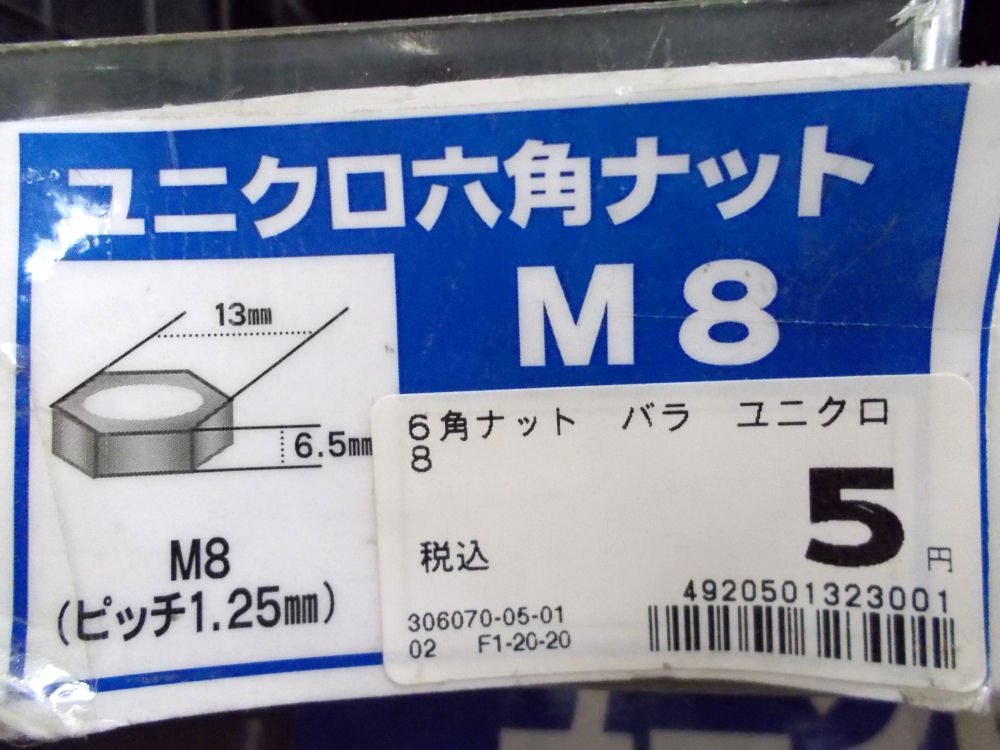 ユニクロ六角ナット
M8
13mm
6.5mm
M8
(ピッチ1.25mm)
6角ナット バラ ユニクロ
8
5円
税込
4920501323001
306070-05-01
02 F1-20-20